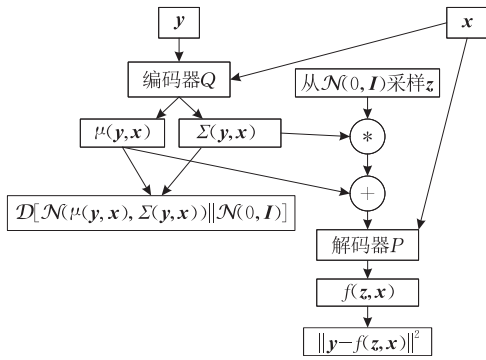 y
x
编码器Q
从𝒩(0, I)采样z
μ(y,x)
Σ(y,x)
*
+
𝒟[𝒩(μ(y,x), Σ(y,x))||𝒩(0, I)]
解码器P
f(z,x)
||y−f(z,x)||²